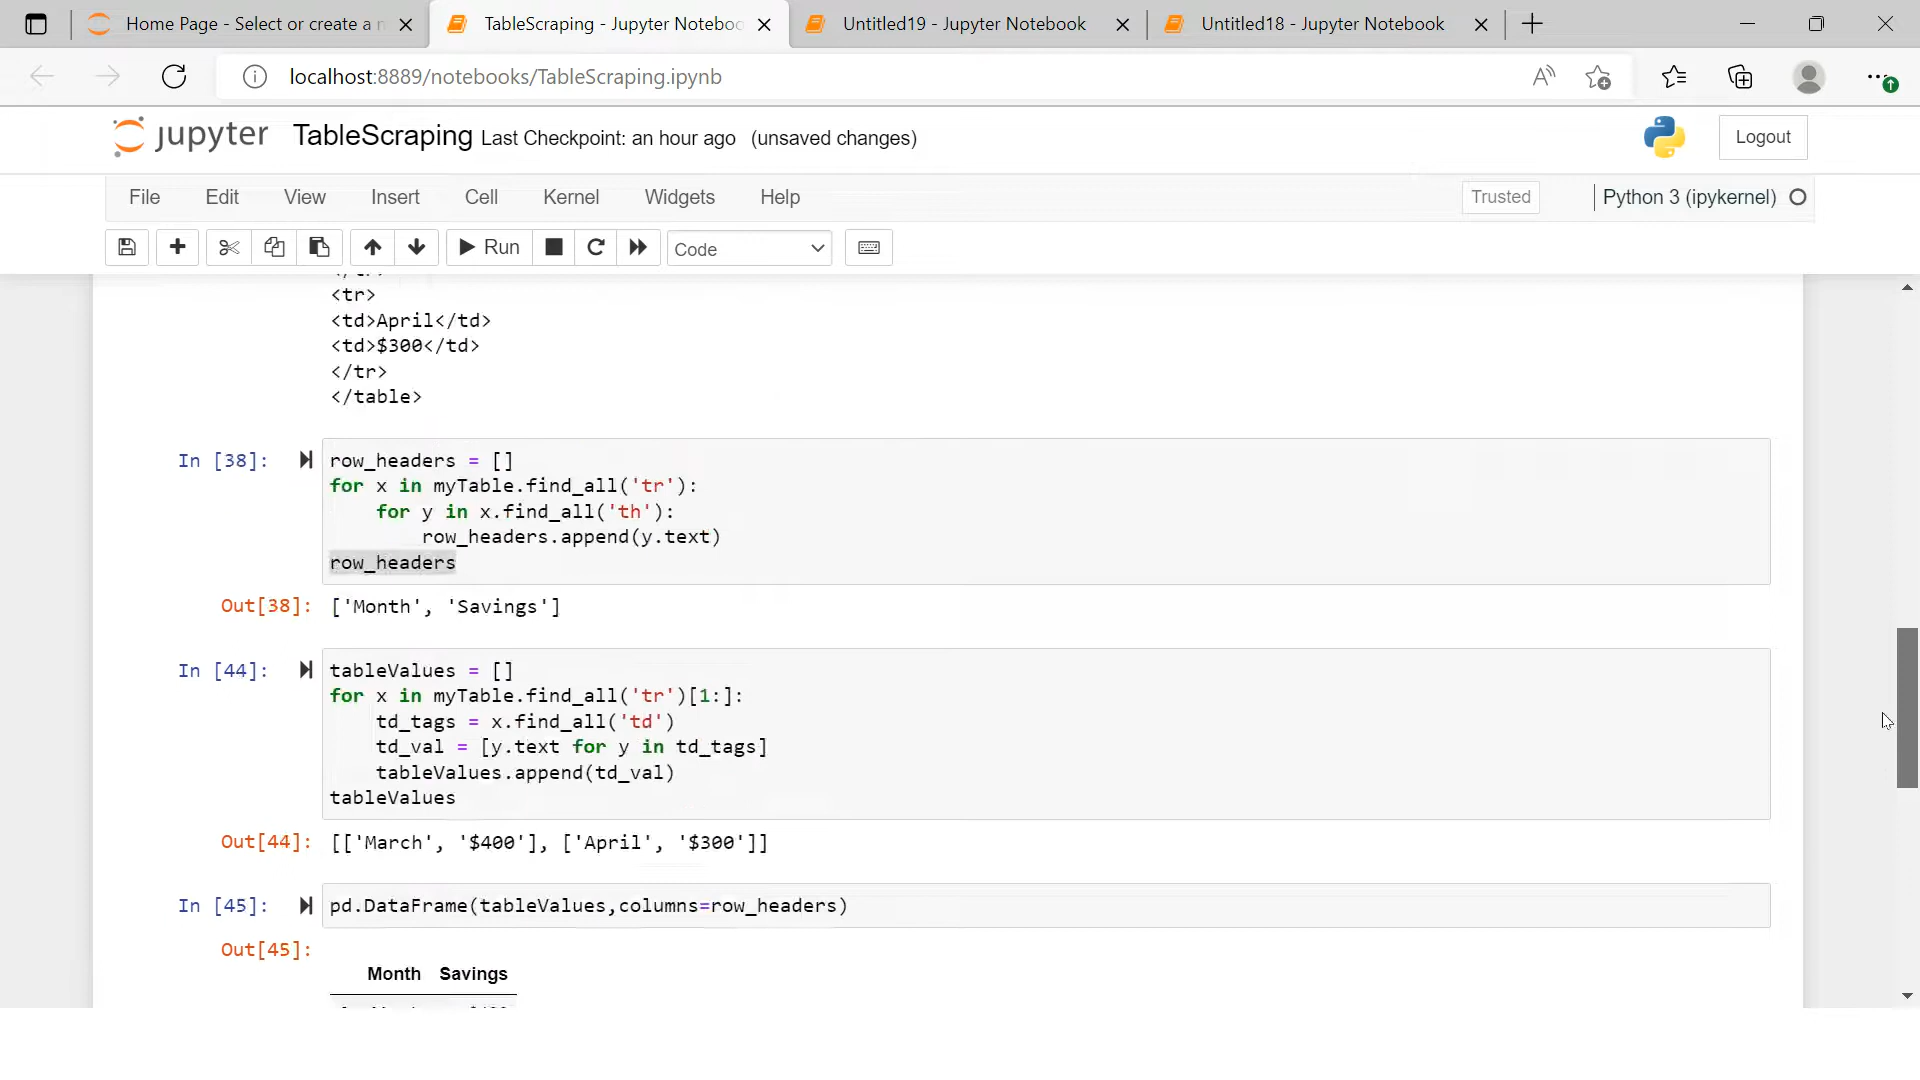 Home Page - Select or create a n
TableScraping - Jupyter Noteboo
Untitled19 - Jupyter Notebook
Untitled18 - Jupyter Notebook
localhost:8889/notebooks/TableScraping.ipynb
jupyter TableScraping Last Checkpoint: an hour ago (unsaved changes)
Logout
File Edit View Insert Cell Kernel Widgets Help
Trusted
Python 3 (ipykernel)
Run
Code
<tr>
<td>April</td>
<td>$300</td>
</tr>
</table>
In [38]: row_headers = []
for x in myTable.find_all('tr'):
for y in x.find_all('th'):
row_headers.append(y.text)
row_headers
Out[38]: ['Month', 'Savings']
In [44]: tableValues = []
for x in myTable.find_all('tr')[1:]:
td_tags = x.find_all('td')
td_val = [y.text for y in td_tags]
tableValues.append(td_val)
tableValues
Out[44]: [['March', '$400'], ['April', '$300']]
In [45]: pd.DataFrame(tableValues,columns=row_headers)
Out[45]:
Month Savings